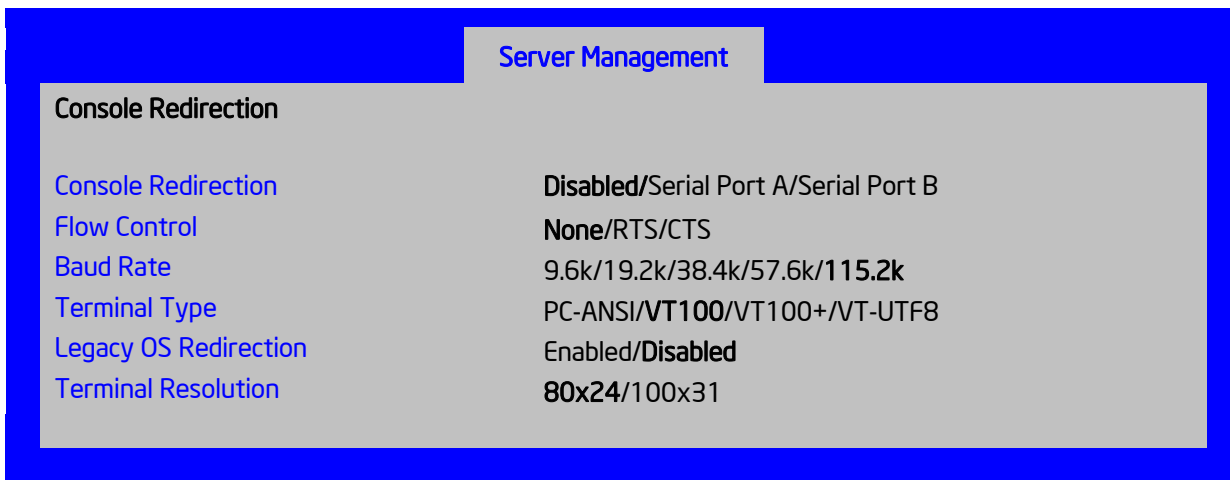 Server Management
Console Redirection
Console Redirection Disabled/Serial Port A/Serial Port B
Flow Control None/RTS/CTS
Baud Rate 9.6k/19.2k/38.4k/57.6k/115.2k
Terminal Type PC-ANSI/VT100/VT100+/VT-UTF8
Legacy OS Redirection Enabled/Disabled
Terminal Resolution 80x24/100x31